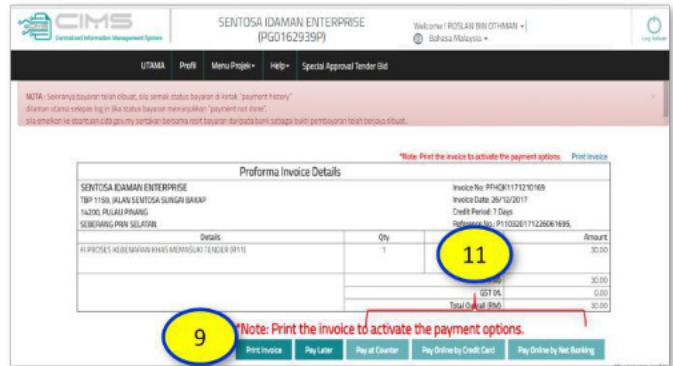 CIMS
Centralized Information Management System
SENTOSA IDAMAN ENTERPRISE
(PG0162939P)
Welcome ! ROSLAN BIN OTHMAN
Bahasa Malaysia
Log Keluar
UTAMA Profil Menu Projek Help Special Approval Tender Bid
NOTA : Sekiranya bayaran telah dibuat, sila semak status bayaran di kotak "payment history"
dilaman utama selepas log in. Jika status bayaran menunjukkan "payment not done",
sila emelkan ke sertakan bersama resit bayaran daripada bank sebagai bukti pembayaran telah berjaya dibuat.
*Note: Print the invoice to activate the payment options. Print Invoice
Proforma Invoice Details
SENTOSA IDAMAN ENTERPRISE
TBP 1159, JALAN SENTOSA SUNGAI BAKAP
14200, PULAU PINANG
SEBERANG PRAI SELATAN
Invoice No: PFHQK1171210169
Invoice Date: 26/12/2017
Credit Period: 7 Days
Reference No.: P110320171226061695,
Details Qty Amount
FI PROSES KEBENARAN KHAS MEMASUKI TENDER (R11) 1 30.00
11
30.00
GST 0% 0.00
Total Overall (RM) 30.00
9
*Note: Print the invoice to activate the payment options.
Print Invoice Pay Later Pay at Counter Pay Online by Credit Card Pay Online by Net Banking